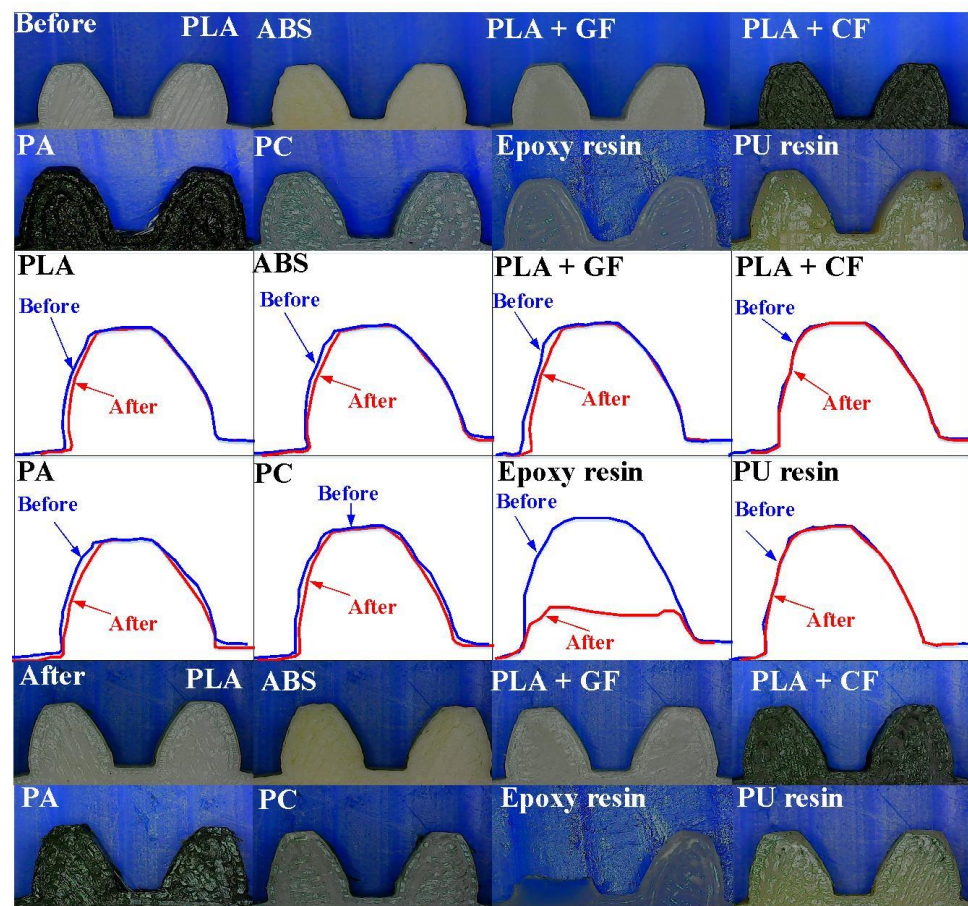 Before PLA ABS PLA + GF PLA + CF
PA PC Epoxy resin PU resin
PLA ABS PLA + GF PLA + CF
Before Before Before Before
After After After After
PA PC Epoxy resin PU resin
Before Before Before Before
After After After After
After PLA ABS PLA + GF PLA + CF
PA PC Epoxy resin PU resin